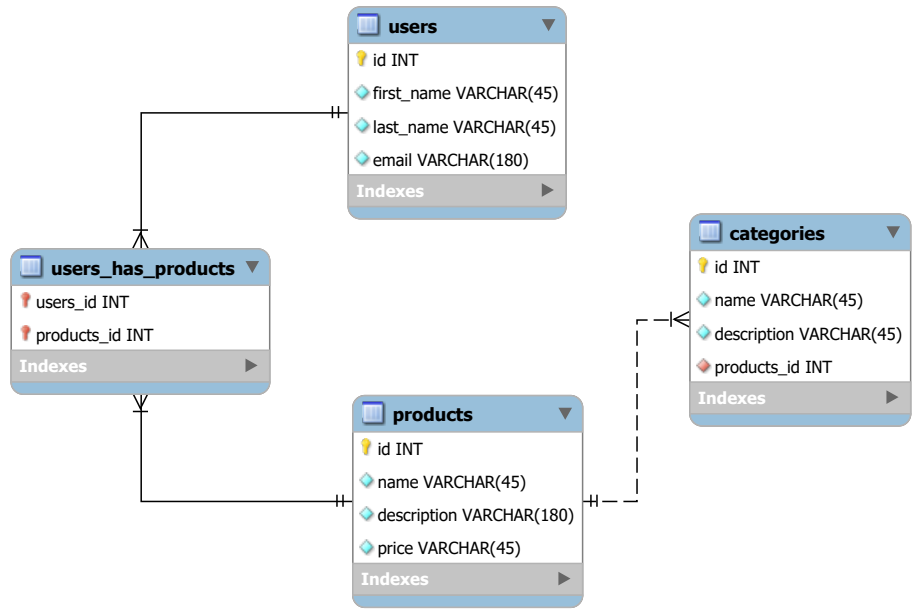 users
id INT
first_name VARCHAR(45)
last_name VARCHAR(45)
email VARCHAR(180)
Indexes
users_has_products
users_id INT
products_id INT
Indexes
categories
id INT
name VARCHAR(45)
description VARCHAR(45)
products_id INT
Indexes
products
id INT
name VARCHAR(45)
description VARCHAR(180)
price VARCHAR(45)
Indexes